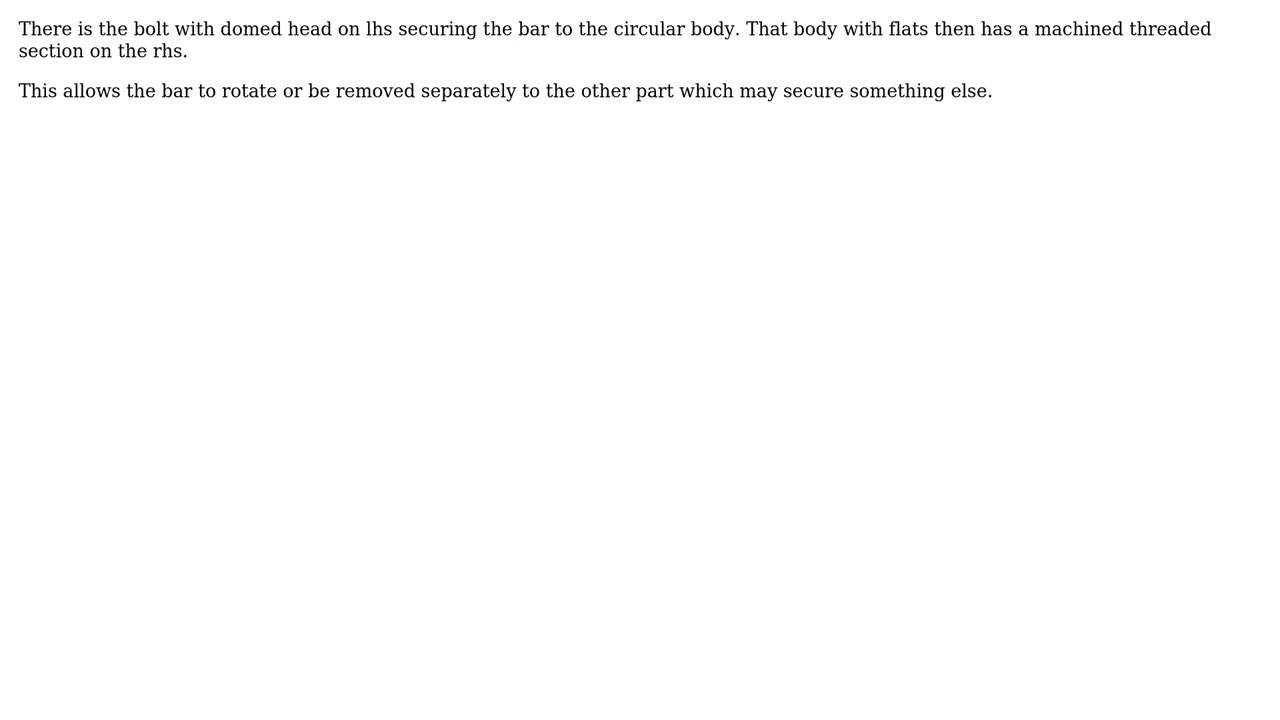 There is the bolt with domed head on lhs securing the bar to the circular body. That body with flats then has a machined threaded
section on the rhs.
This allows the bar to rotate or be removed separately to the other part which may secure something else.